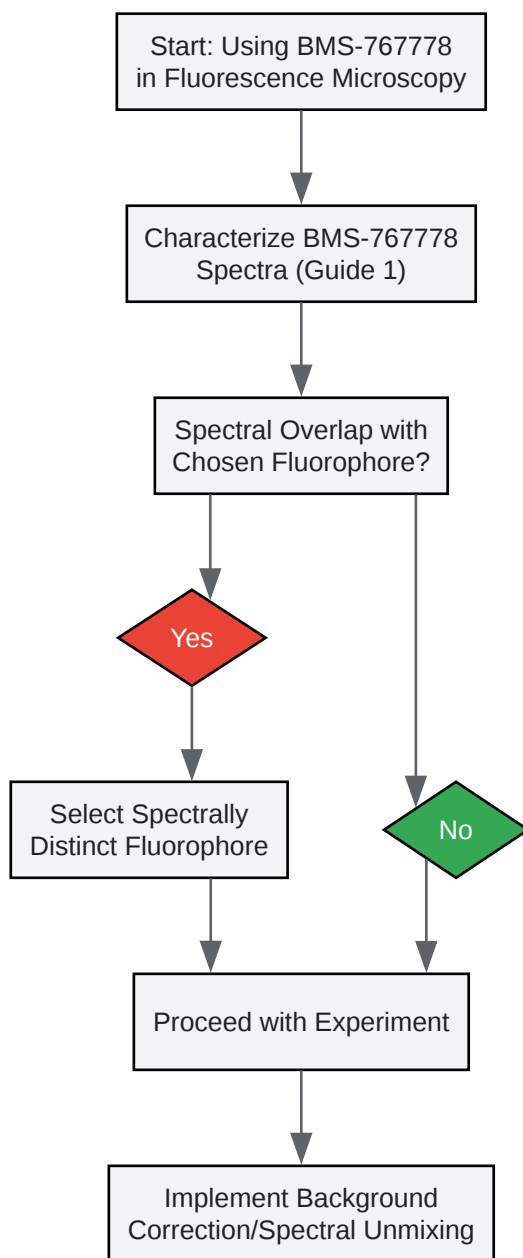 Start: Using BMS-767778
in Fluorescence Microscopy
Characterize BMS-767778
Spectra (Guide 1)
Spectral Overlap with
Chosen Fluorophore?
Yes
Select Spectrally
Distinct Fluorophore
No
Proceed with Experiment
Implement Background
Correction/Spectral Unmixing